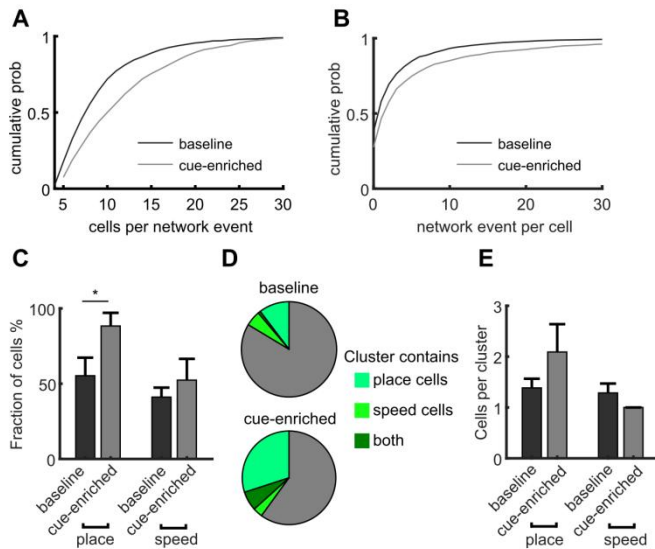 A
cumulative prob
1
0.5
0
baseline
cue-enriched
5 10 15 20 25 30
cells per network event
B
cumulative prob
1
0.5
0
baseline
cue-enriched
0 10 20 30
network event per cell
C
Fraction of cells %
100
50
0
*
baseline
cue-enriched
baseline
cue-enriched
place speed
D
baseline
Cluster contains
place cells
speed cells
both
cue-enriched
E
Cells per cluster
3
2
1
0
baseline
cue-enriched
baseline
cue-enriched
place speed